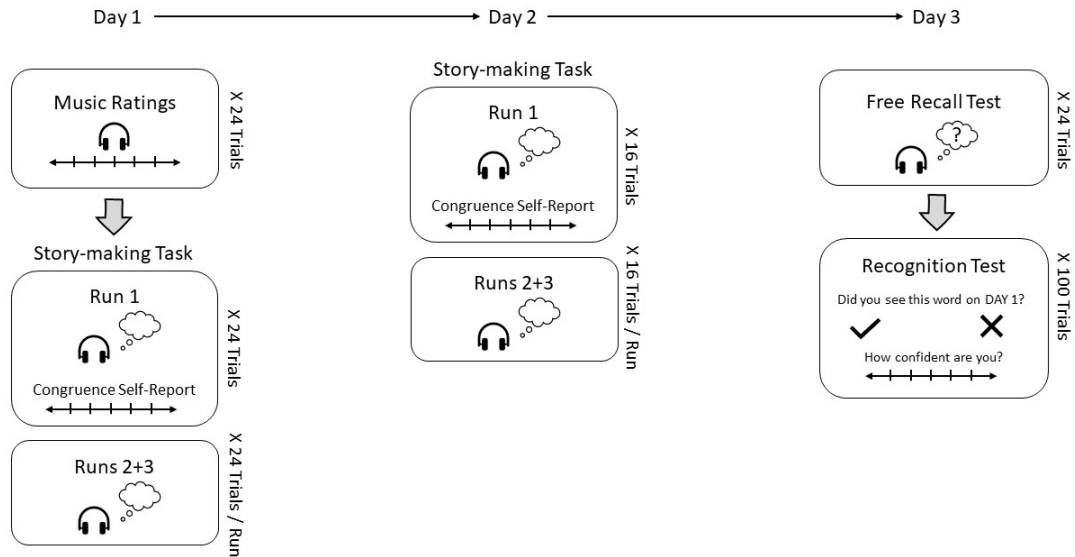 Day 1
Day 2
Day 3
Music Ratings
X 24 Trials
Story-making Task
Run 1
Congruence Self-Report
X 24 Trials
Runs 2+3
X 24 Trials / Run
Story-making Task
Run 1
Congruence Self-Report
X 16 Trials
Runs 2+3
X 16 Trials / Run
Free Recall Test
?
X 24 Trials
Recognition Test
Did you see this word on DAY 1?
How confident are you?
X 100 Trials